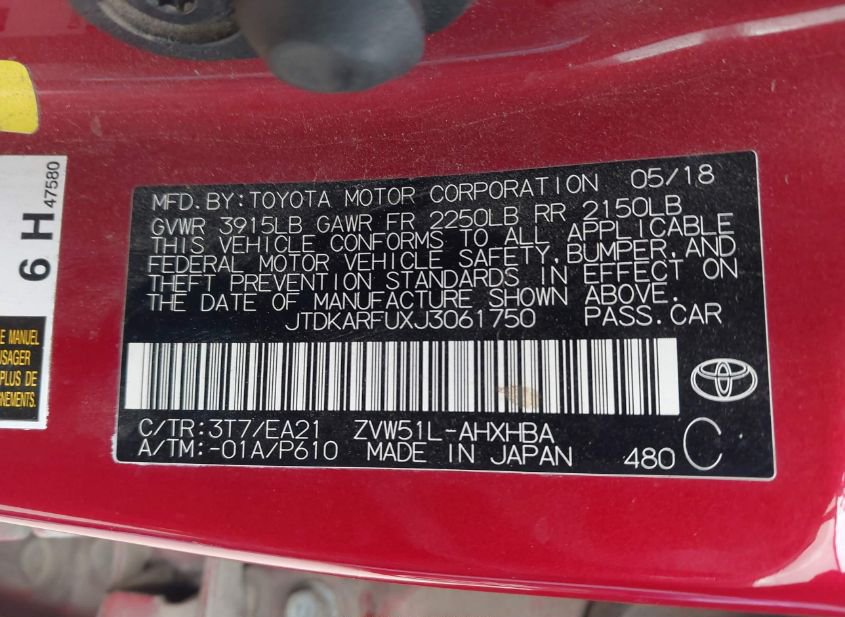 6 H
47580
E MANUEL
USAGER
PLUS DE
RNEMENTS.
MFD. BY: TOYOTA MOTOR CORPORATION 05/18
GVWR 3915LB GAWR FR 2250LB RR 2150LB
THIS VEHICLE CONFORMS TO ALL APPLICABLE
FEDERAL MOTOR VEHICLE SAFETY, BUMPER, AND
THEFT PREVENTION STANDARDS IN EFFECT ON
THE DATE OF MANUFACTURE SHOWN ABOVE.
JTDKARFUXJ3061750 PASS. CAR
C/TR: 3T7/EA21 ZVW51L-AHXHBA
A/TM: -01A/P610 MADE IN JAPAN 480 C